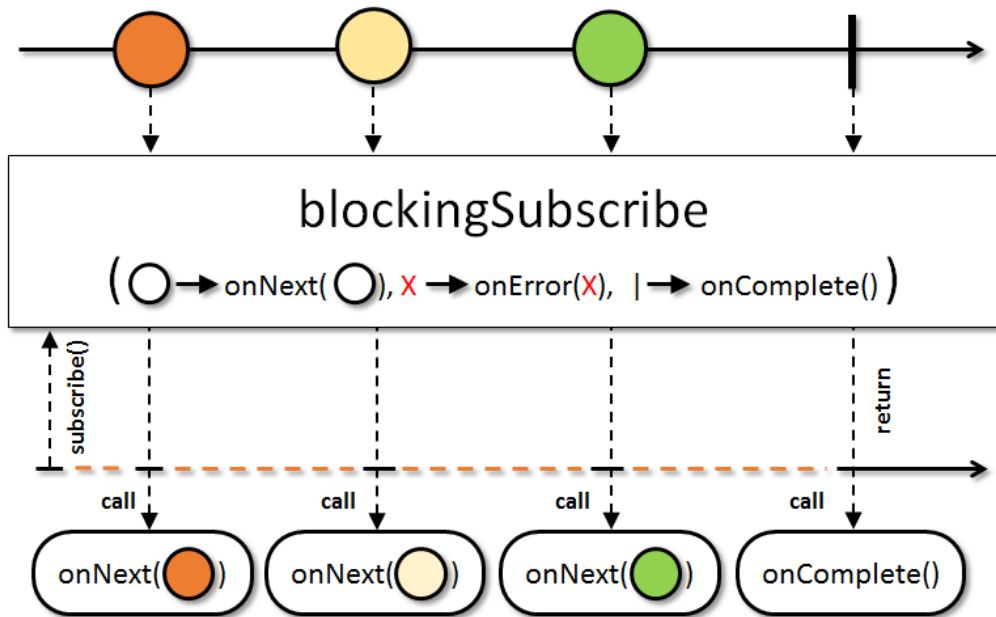 blockingSubscribe
( → onNext( ), X → onError(X), | → onComplete() )
subscribe()
return
call call call call
onNext( ) onNext( ) onNext( ) onComplete()